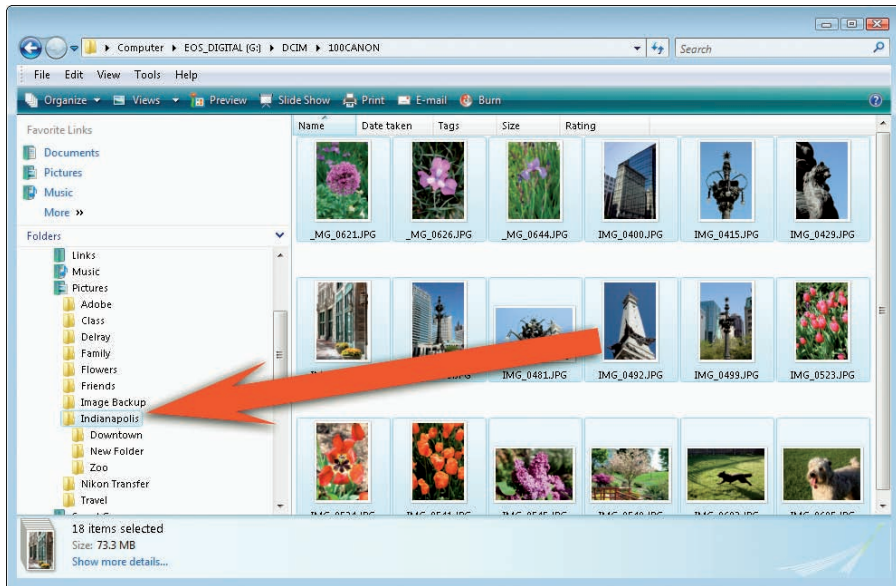 Computer ▸ EOS_DIGITAL (G:) ▸ DCIM ▸ 100CANON
Search
File Edit View Tools Help
Organize Views Preview Slide Show Print E-mail Burn
Favorite Links
Documents
Pictures
Music
More »
Folders
Links
Music
Pictures
Adobe
Class
Delray
Family
Flowers
Friends
Image Backup
Indianapolis
Downtown
New Folder
Zoo
Nikon Transfer
Travel
Name Date taken Tags Size Rating
_MG_0621.JPG _MG_0626.JPG _MG_0644.JPG IMG_0400.JPG IMG_0415.JPG IMG_0429.JPG
IMG_0481.JPG IMG_0492.JPG IMG_0499.JPG IMG_0523.JPG
18 items selected
Size: 73.3 MB
Show more details...